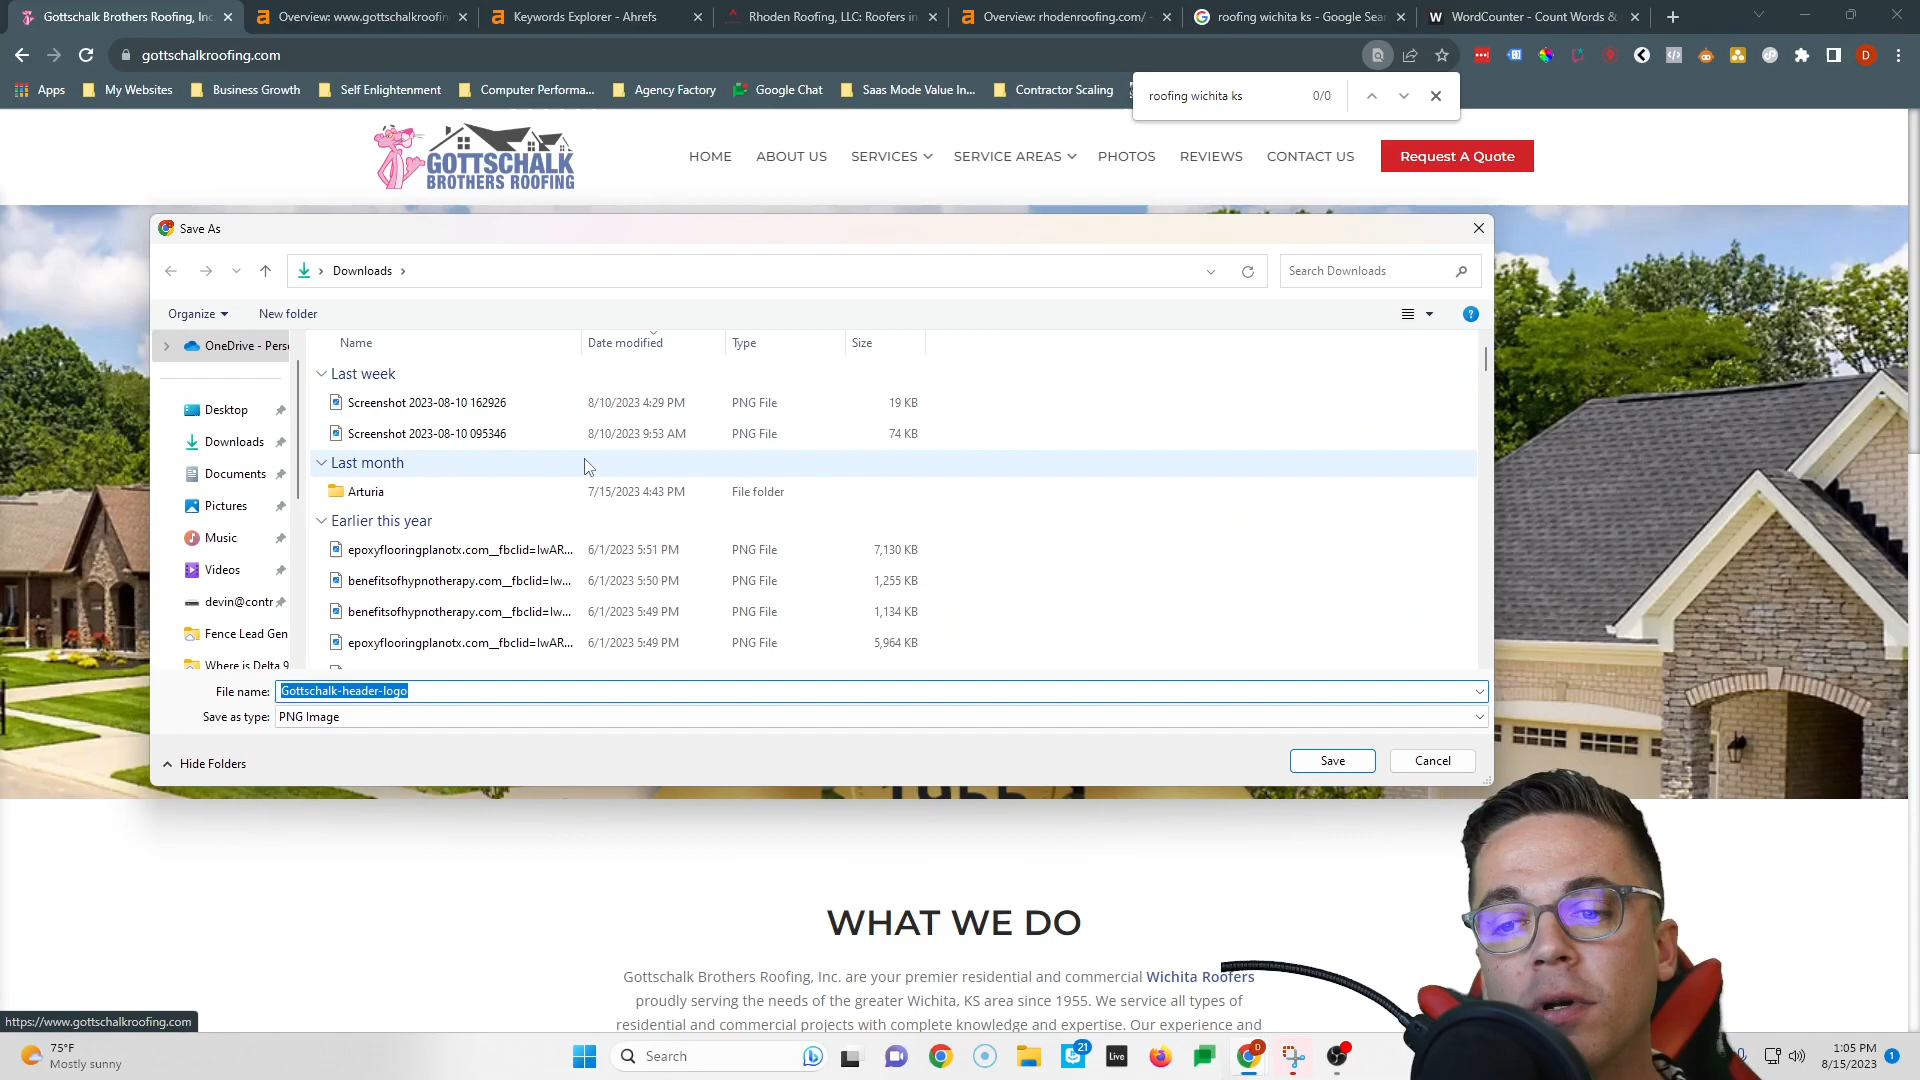 Gottschalk Brothers Roofing, Inc
Overview: www.gottschalkroofin
Keywords Explorer - Ahrefs
Rhoden Roofing, LLC: Roofers in
Overview: rhodenroofing.com/ -
roofing wichita ks - Google Sear
WordCounter - Count Words &
gottschalkroofing.com
Apps
My Websites
Business Growth
Self Enlightenment
Computer Performa...
Agency Factory
Google Chat
Saas Mode Value In...
Contractor Scaling
roofing wichita ks
0/0
GOTTSCHALK
BROTHERS ROOFING
HOME
ABOUT US
SERVICES
SERVICE AREAS
PHOTOS
REVIEWS
CONTACT US
Request A Quote
Save As
Downloads
Search Downloads
Organize
New folder
Name
Date modified
Type
Size
OneDrive - Pers
Desktop
Downloads
Documents
Pictures
Music
Videos
devin@contr
Fence Lead Gen
Where is Delta 9
Last week
Screenshot 2023-08-10 162926 8/10/2023 4:29 PM PNG File 19 KB
Screenshot 2023-08-10 095346 8/10/2023 9:53 AM PNG File 74 KB
Last month
Arturia 7/15/2023 4:43 PM File folder
Earlier this year
epoxyflooringplanotx.com__fbclid=IwAR... 6/1/2023 5:51 PM PNG File 7,130 KB
benefitsofhypnotherapy.com__fbclid=Iw... 6/1/2023 5:50 PM PNG File 1,255 KB
benefitsofhypnotherapy.com__fbclid=Iw... 6/1/2023 5:49 PM PNG File 1,134 KB
epoxyflooringplanotx.com__fbclid=IwAR... 6/1/2023 5:49 PM PNG File 5,964 KB
File name: Gottschalk-header-logo
Save as type: PNG Image
Hide Folders
Save
Cancel
WHAT WE DO
Gottschalk Brothers Roofing, Inc. are your premier residential and commercial Wichita Roofers
proudly serving the needs of the greater Wichita, KS area since 1955. We service all types of
residential and commercial projects with complete knowledge and expertise. Our experience and
https://www.gottschalkroofing.com
75°F
Mostly sunny
Search
21
Live
D
1:05 PM
8/15/2023
1